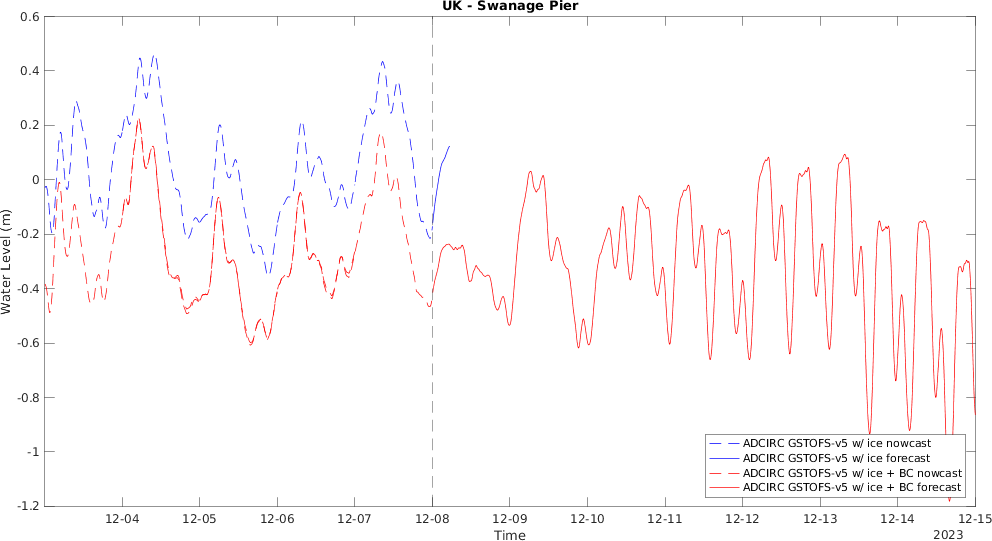 UK - Swanage Pier
0.6
0.4
0.2
0
-0.2
-0.4
-0.6
-0.8
-1
-1.2
Water Level (m)
ADCIRC GSTOFS-v5 w/ ice nowcast
ADCIRC GSTOFS-v5 w/ ice forecast
ADCIRC GSTOFS-v5 w/ ice + BC nowcast
ADCIRC GSTOFS-v5 w/ ice + BC forecast
12-04 12-05 12-06 12-07 12-08 12-09 12-10 12-11 12-12 12-13 12-14 12-15
Time
2023